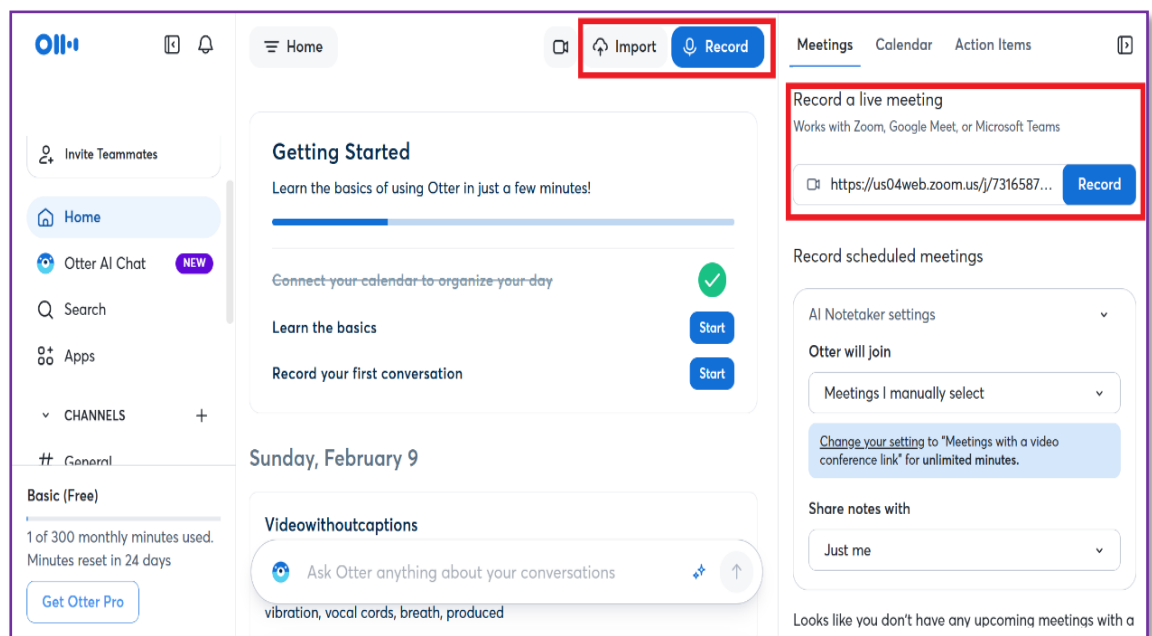 Otter
Invite Teammates
Home
Otter AI Chat NEW
Search
Apps
CHANNELS +
# General
Basic (Free)
1 of 300 monthly minutes used.
Minutes reset in 24 days
Get Otter Pro
Home
Import
Record
Getting Started
Learn the basics of using Otter in just a few minutes!
Connect your calendar to organize your day
Learn the basics Start
Record your first conversation Start
Sunday, February 9
Videowithoutcaptions
Ask Otter anything about your conversations
vibration, vocal cords, breath, produced
Meetings Calendar Action Items
Record a live meeting
Works with Zoom, Google Meet, or Microsoft Teams
https://us04web.zoom.us/j/7316587... Record
Record scheduled meetings
AI Notetaker settings
Otter will join
Meetings I manually select
Change your setting to "Meetings with a video
conference link" for unlimited minutes.
Share notes with
Just me
Looks like you don't have any upcoming meetings with a